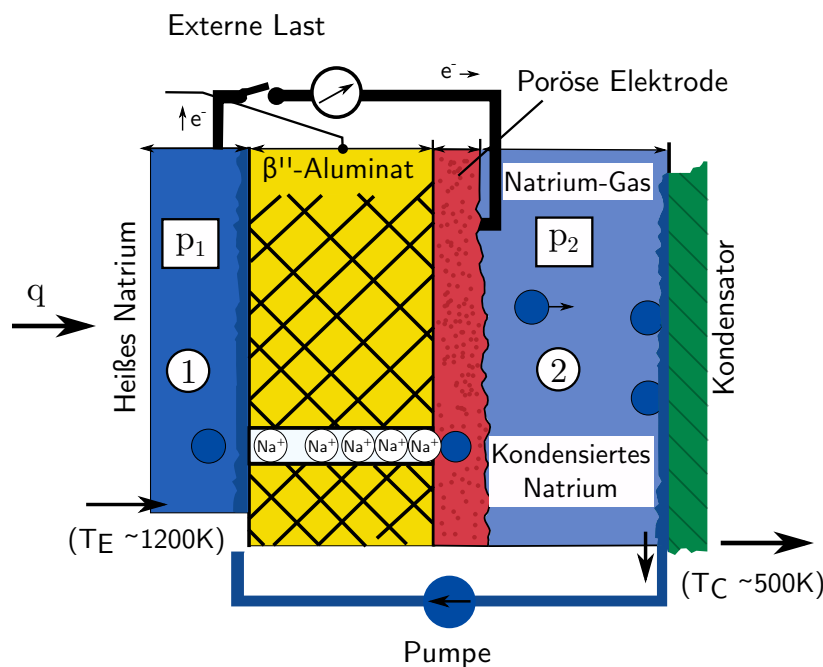 Externe Last
e⁻
Poröse Elektrode
e⁻
β"-Aluminat
Natrium-Gas
p₁
p₂
q
Heißes Natrium
Kondensator
1
2
Na⁺ Na⁺ Na⁺ Na⁺ Na⁺
Kondensiertes
Natrium
(T_E ~1200K)
(T_C ~500K)
Pumpe